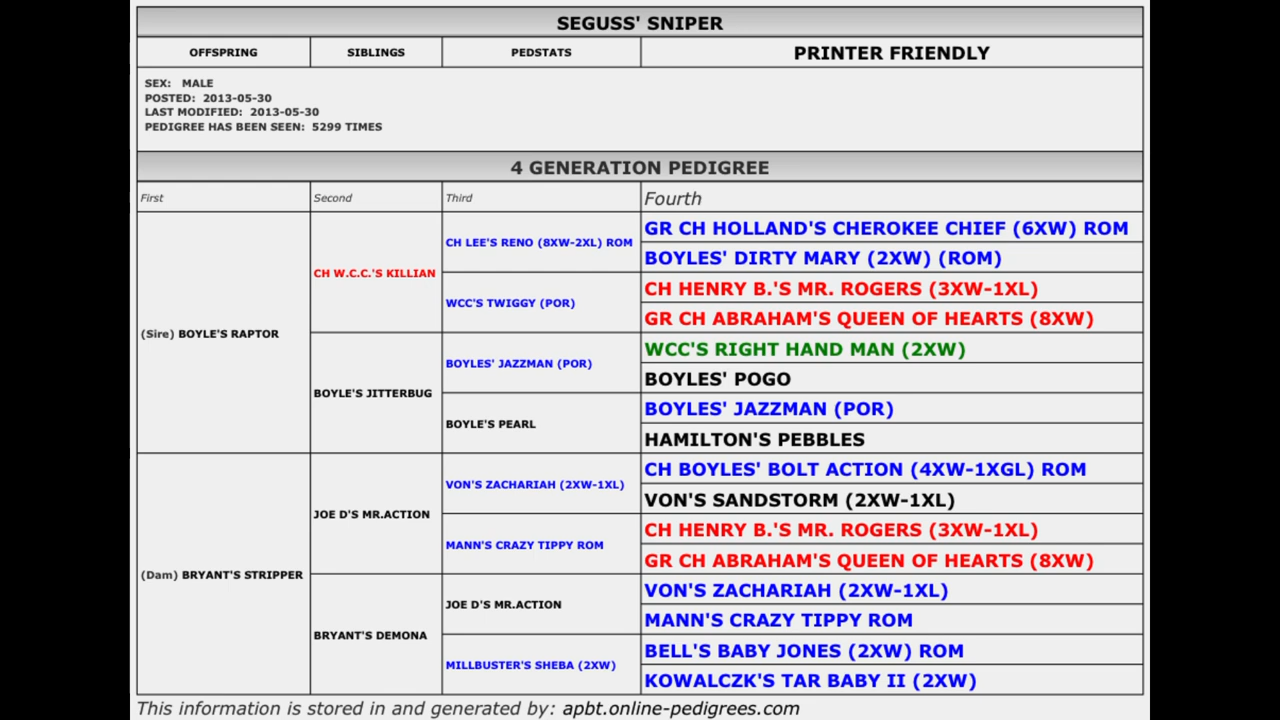 SEGUSS' SNIPER
OFFSPRING SIBLINGS PEDSTATS PRINTER FRIENDLY
SEX: MALE
POSTED: 2013-05-30
LAST MODIFIED: 2013-05-30
PEDIGREE HAS BEEN SEEN: 5299 TIMES
4 GENERATION PEDIGREE
First Second Third Fourth
(Sire) BOYLE'S RAPTOR
CH W.C.C.'S KILLIAN
CH LEE'S RENO (8XW-2XL) ROM
GR CH HOLLAND'S CHEROKEE CHIEF (6XW) ROM
BOYLES' DIRTY MARY (2XW) (ROM)
WCC'S TWIGGY (POR)
CH HENRY B.'S MR. ROGERS (3XW-1XL)
GR CH ABRAHAM'S QUEEN OF HEARTS (8XW)
BOYLE'S JITTERBUG
BOYLES' JAZZMAN (POR)
WCC'S RIGHT HAND MAN (2XW)
BOYLES' POGO
BOYLE'S PEARL
BOYLES' JAZZMAN (POR)
HAMILTON'S PEBBLES
(Dam) BRYANT'S STRIPPER
JOE D'S MR.ACTION
VON'S ZACHARIAH (2XW-1XL)
CH BOYLES' BOLT ACTION (4XW-1XGL) ROM
VON'S SANDSTORM (2XW-1XL)
MANN'S CRAZY TIPPY ROM
CH HENRY B.'S MR. ROGERS (3XW-1XL)
GR CH ABRAHAM'S QUEEN OF HEARTS (8XW)
BRYANT'S DEMONA
JOE D'S MR.ACTION
VON'S ZACHARIAH (2XW-1XL)
MANN'S CRAZY TIPPY ROM
MILLBUSTER'S SHEBA (2XW)
BELL'S BABY JONES (2XW) ROM
KOWALCZK'S TAR BABY II (2XW)
This information is stored in and generated by: apbt.online-pedigrees.com